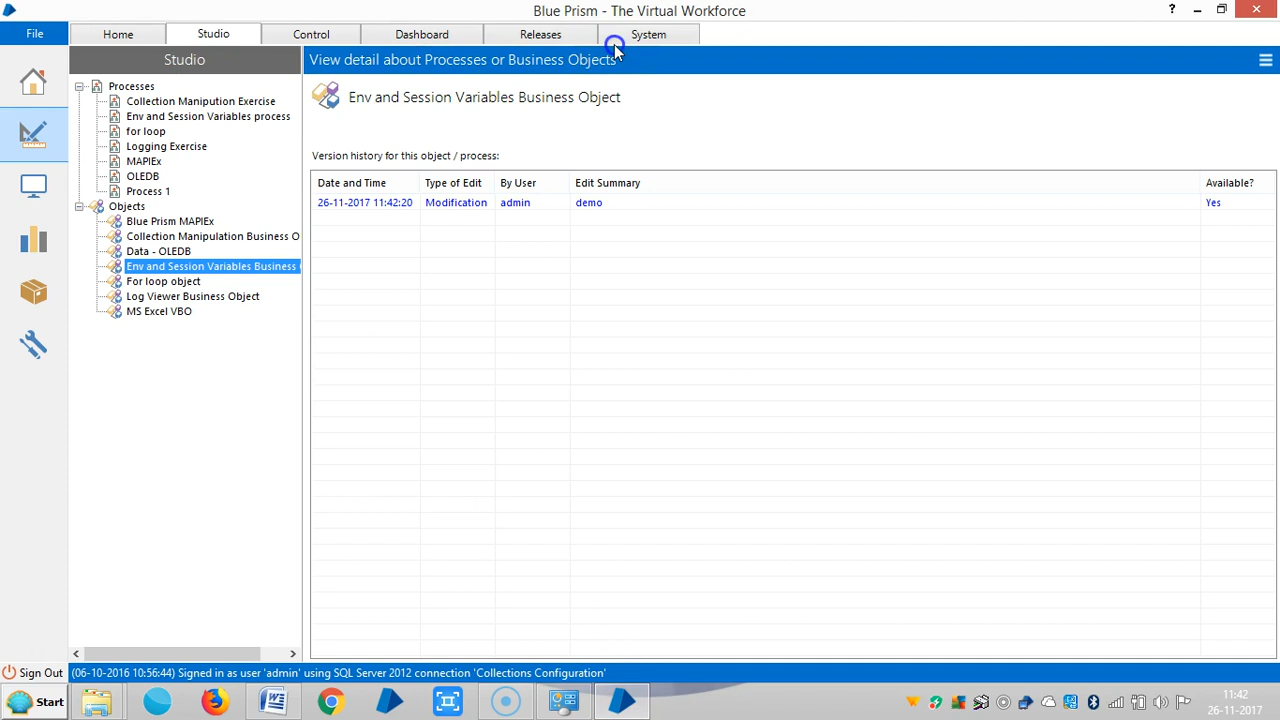 Blue Prism - The Virtual Workforce
?
File
Home
Studio
Control
Dashboard
Releases
System
Studio
View detail about Processes or Business Objects
Processes
Collection Manipution Exercise
Env and Session Variables process
for loop
Logging Exercise
MAPIEx
OLEDB
Process 1
Objects
Blue Prism MAPIEx
Collection Manipulation Business O
Data - OLEDB
Env and Session Variables Business
For loop object
Log Viewer Business Object
MS Excel VBO
Env and Session Variables Business Object
Version history for this object / process:
Date and Time Type of Edit By User Edit Summary Available?
26-11-2017 11:42:20 Modification admin demo Yes
Sign Out
(06-10-2016 10:56:44) Signed in as user 'admin' using SQL Server 2012 connection 'Collections Configuration'
Start
11:42
26-11-2017